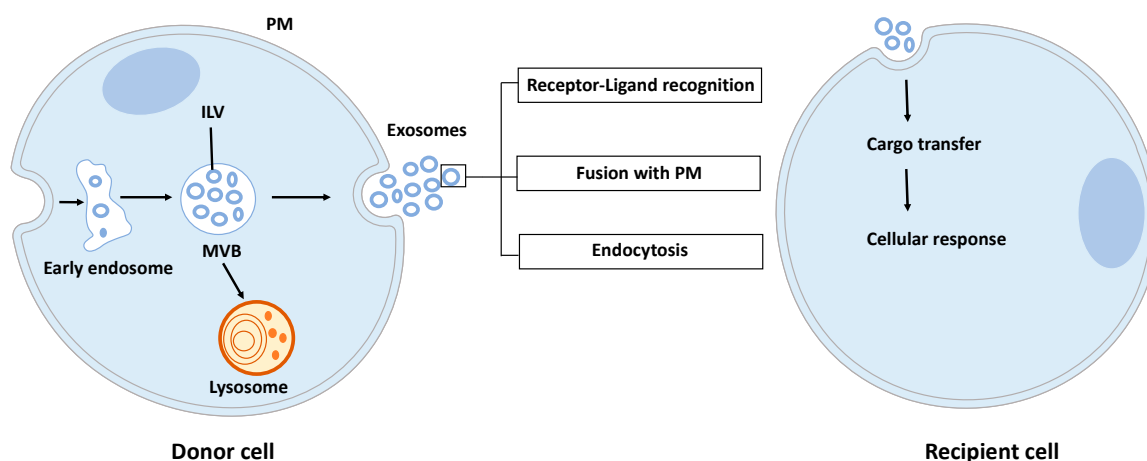 PM
ILV
Exosomes
Early endosome
MVB
Lysosome
Donor cell
Receptor-Ligand recognition
Fusion with PM
Endocytosis
Cargo transfer
Cellular response
Recipient cell